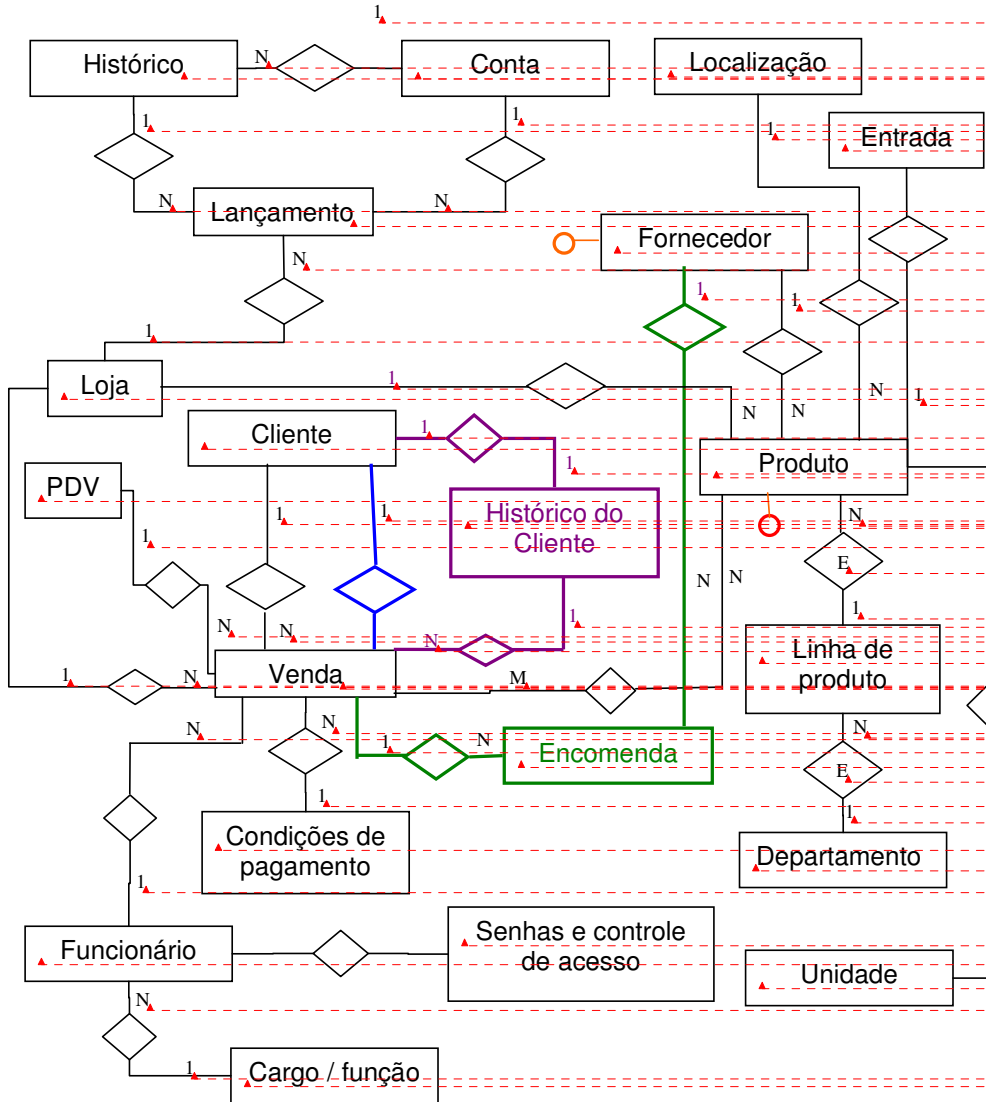 1
N
Histórico
Conta
Localização
1
1
1
Entrada
N
N
Lançamento
Fornecedor
N
1
1
1
Loja
1
N
N
N
1
Cliente
1
1
Produto
PDV
Histórico do
Cliente
1
1
N
1
E
N
N
1
N
N
1
N
Linha de
produto
Venda
1
N
M
N
N
N
1
N
Encomenda
E
1
1
Condições de
pagamento
Departamento
1
Funcionário
Senhas e controle
de acesso
Unidade
N
1
Cargo / função